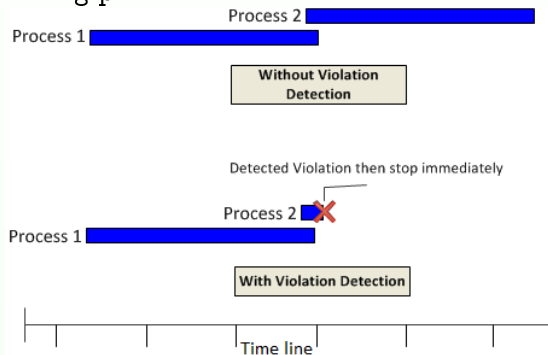 Process 2
Process 1
Without Violation
Detection
Detected Violation then stop immediately
Process 2
Process 1
With Violation Detection
Time line